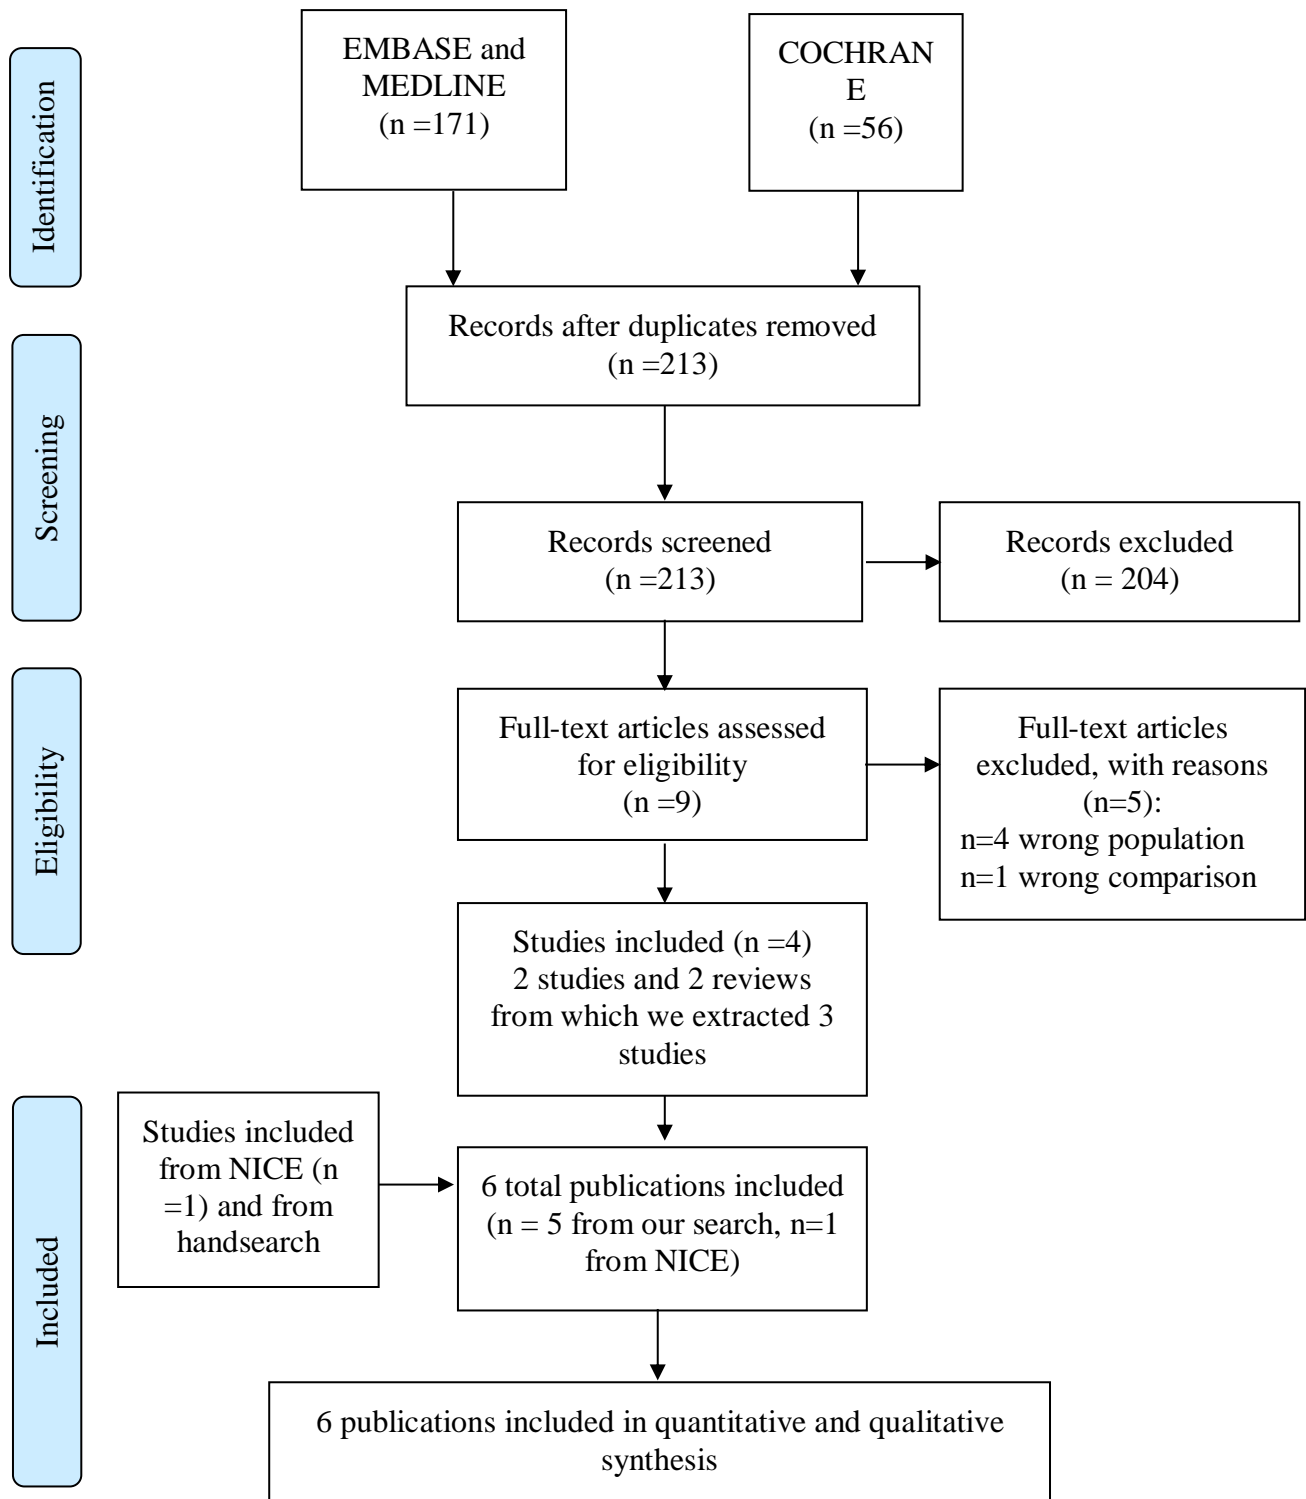 Identification
EMBASE and
MEDLINE
(n =171)
COCHRAN
E
(n =56)
Records after duplicates removed
(n =213)
Screening
Records screened
(n =213)
Records excluded
(n = 204)
Eligibility
Full-text articles assessed
for eligibility
(n =9)
Full-text articles
excluded, with reasons
(n=5):
n=4 wrong population
n=1 wrong comparison
Studies included (n =4)
2 studies and 2 reviews
from which we extracted 3
studies
Included
Studies included
from NICE (n
=1) and from
handsearch
6 total publications included
(n = 5 from our search, n=1
from NICE)
6 publications included in quantitative and qualitative
synthesis